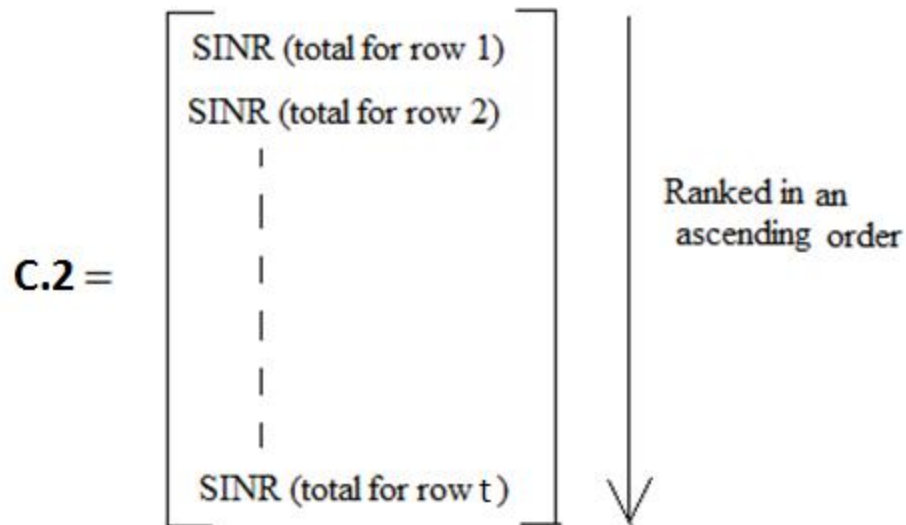 SINR (total for row 1)
SINR (total for row 2)
C.2 =
SINR (total for row t)
Ranked in an
ascending order